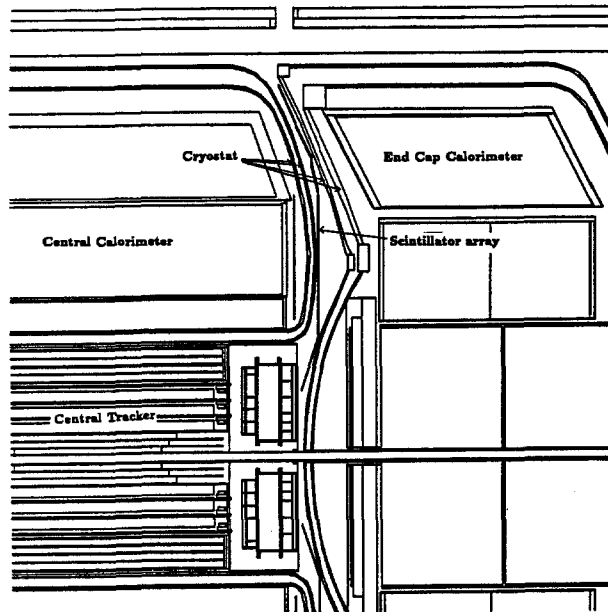 Cryostat
End Cap Calorimeter
Central Calorimeter
Scintillator array
Central Tracker